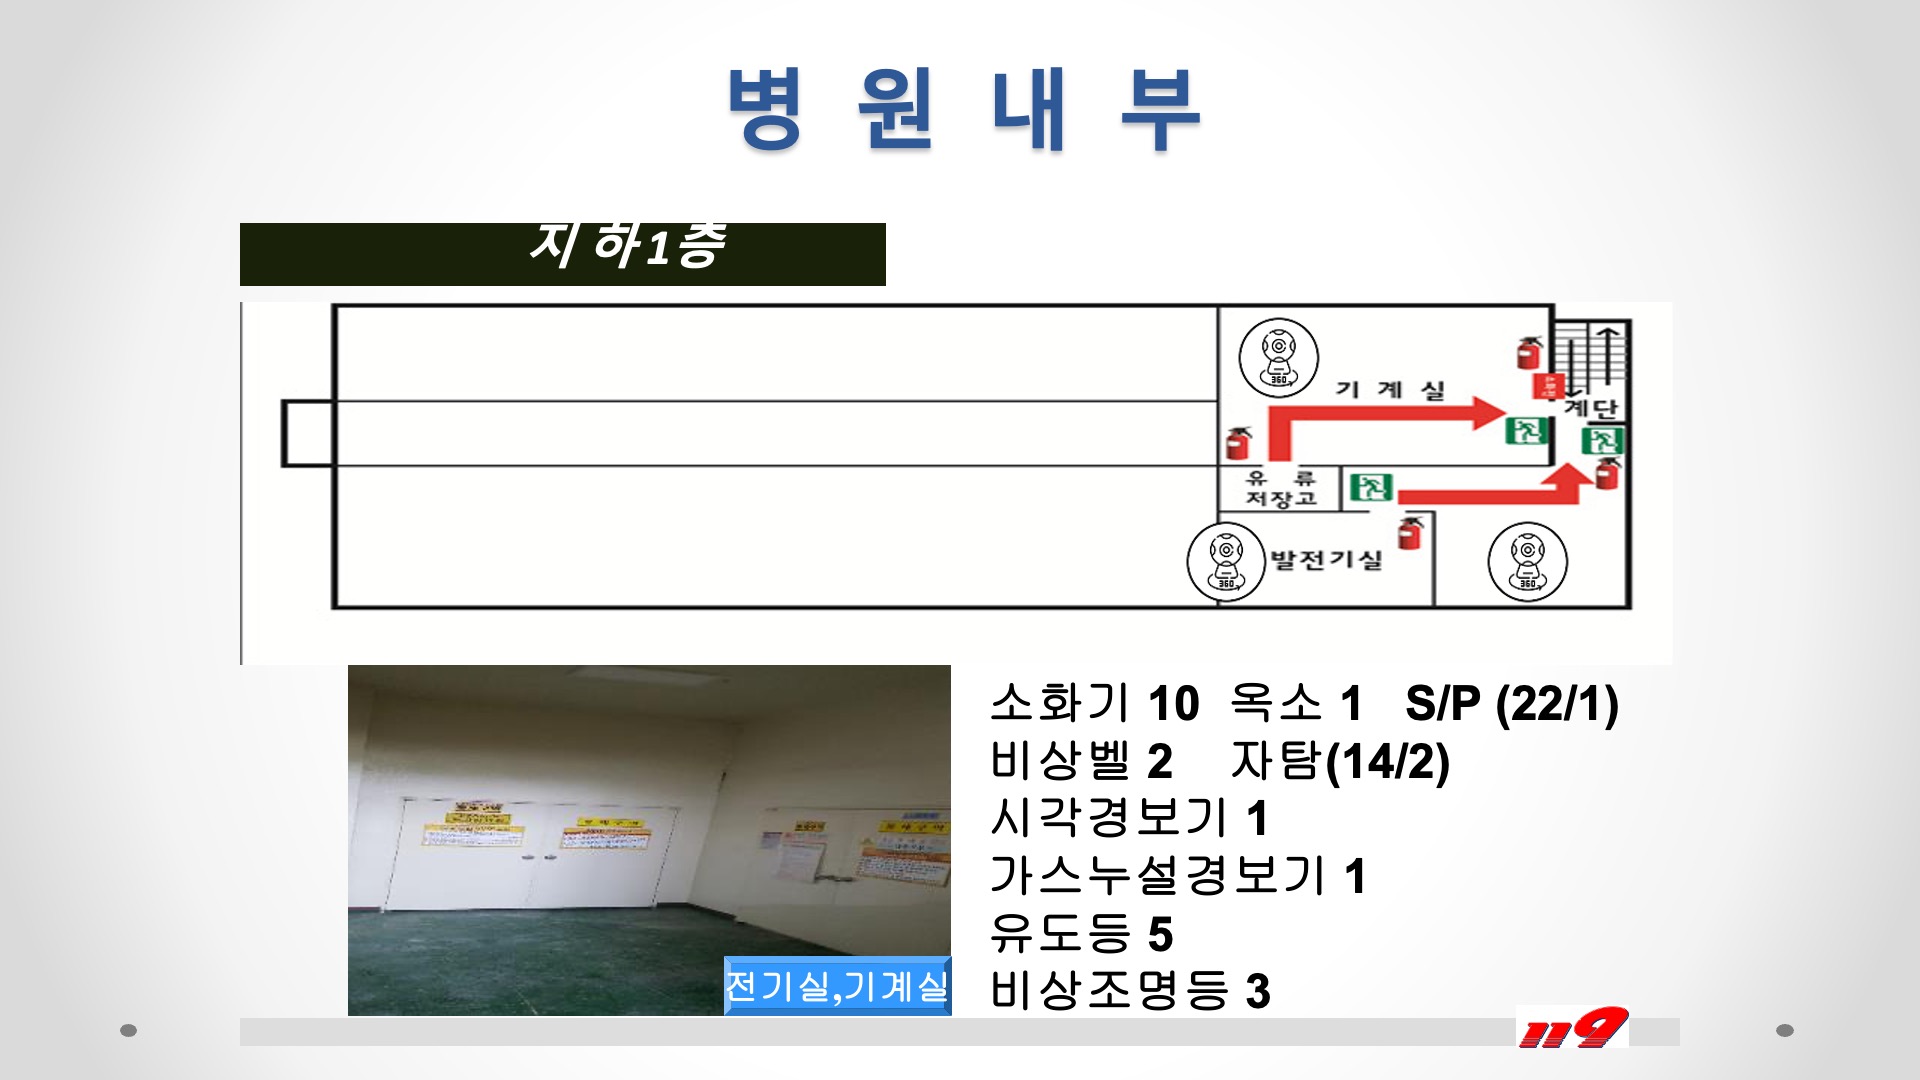 병 원 내 부
지 하1층
360
기 계 실
계단
유 류
저장고
발전기실
360
360
소화기 10 옥소 1 S/P (22/1)
비상벨 2 자탐(14/2)
시각경보기 1
가스누설경보기 1
유도등 5
비상조명등 3
전기실,기계실
119